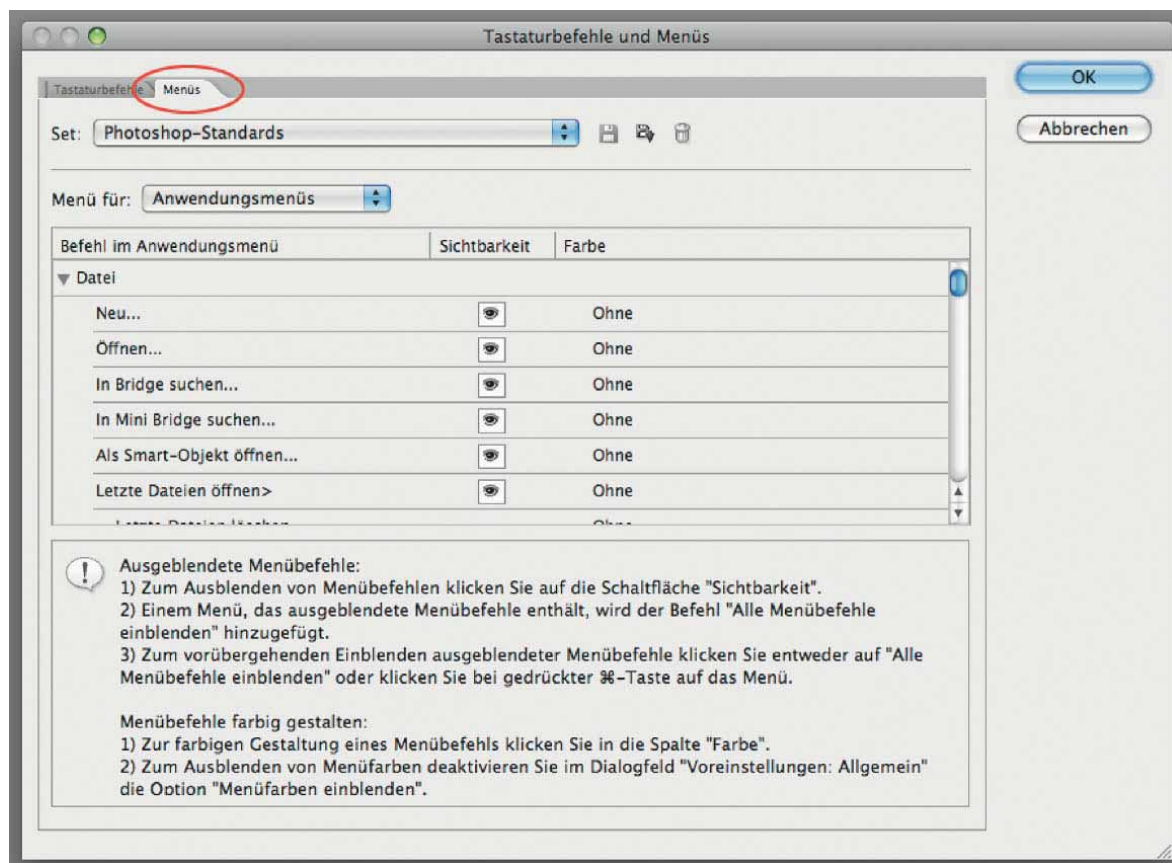 Tastaturbefehle und Menüs
Tastaturbefehle Menüs
OK
Set: Photoshop-Standards
Abbrechen
Menü für: Anwendungsmenüs
Befehl im Anwendungsmenü Sichtbarkeit Farbe
Datei
Neu... Ohne
Öffnen... Ohne
In Bridge suchen... Ohne
In Mini Bridge suchen... Ohne
Als Smart-Objekt öffnen... Ohne
Letzte Dateien öffnen> Ohne
Letzte Dateien löschen Ohne
Ausgeblendete Menübefehle:
1) Zum Ausblenden von Menübefehlen klicken Sie auf die Schaltfläche "Sichtbarkeit".
2) Einem Menü, das ausgeblendete Menübefehle enthält, wird der Befehl "Alle Menübefehle
einblenden" hinzugefügt.
3) Zum vorübergehenden Einblenden ausgeblendeter Menübefehle klicken Sie entweder auf "Alle
Menübefehle einblenden" oder klicken Sie bei gedrückter ⌘-Taste auf das Menü.
Menübefehle farbig gestalten:
1) Zur farbigen Gestaltung eines Menübefehls klicken Sie in die Spalte "Farbe".
2) Zum Ausblenden von Menüfarben deaktivieren Sie im Dialogfeld "Voreinstellungen: Allgemein"
die Option "Menüfarben einblenden".